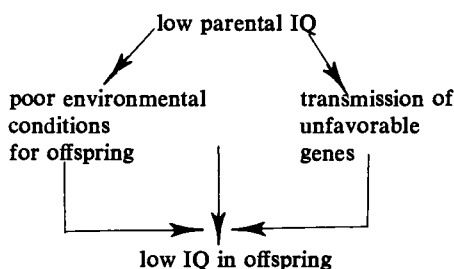 low parental IQ
poor environmental
conditions
for offspring
transmission of
unfavorable
genes
low IQ in offspring